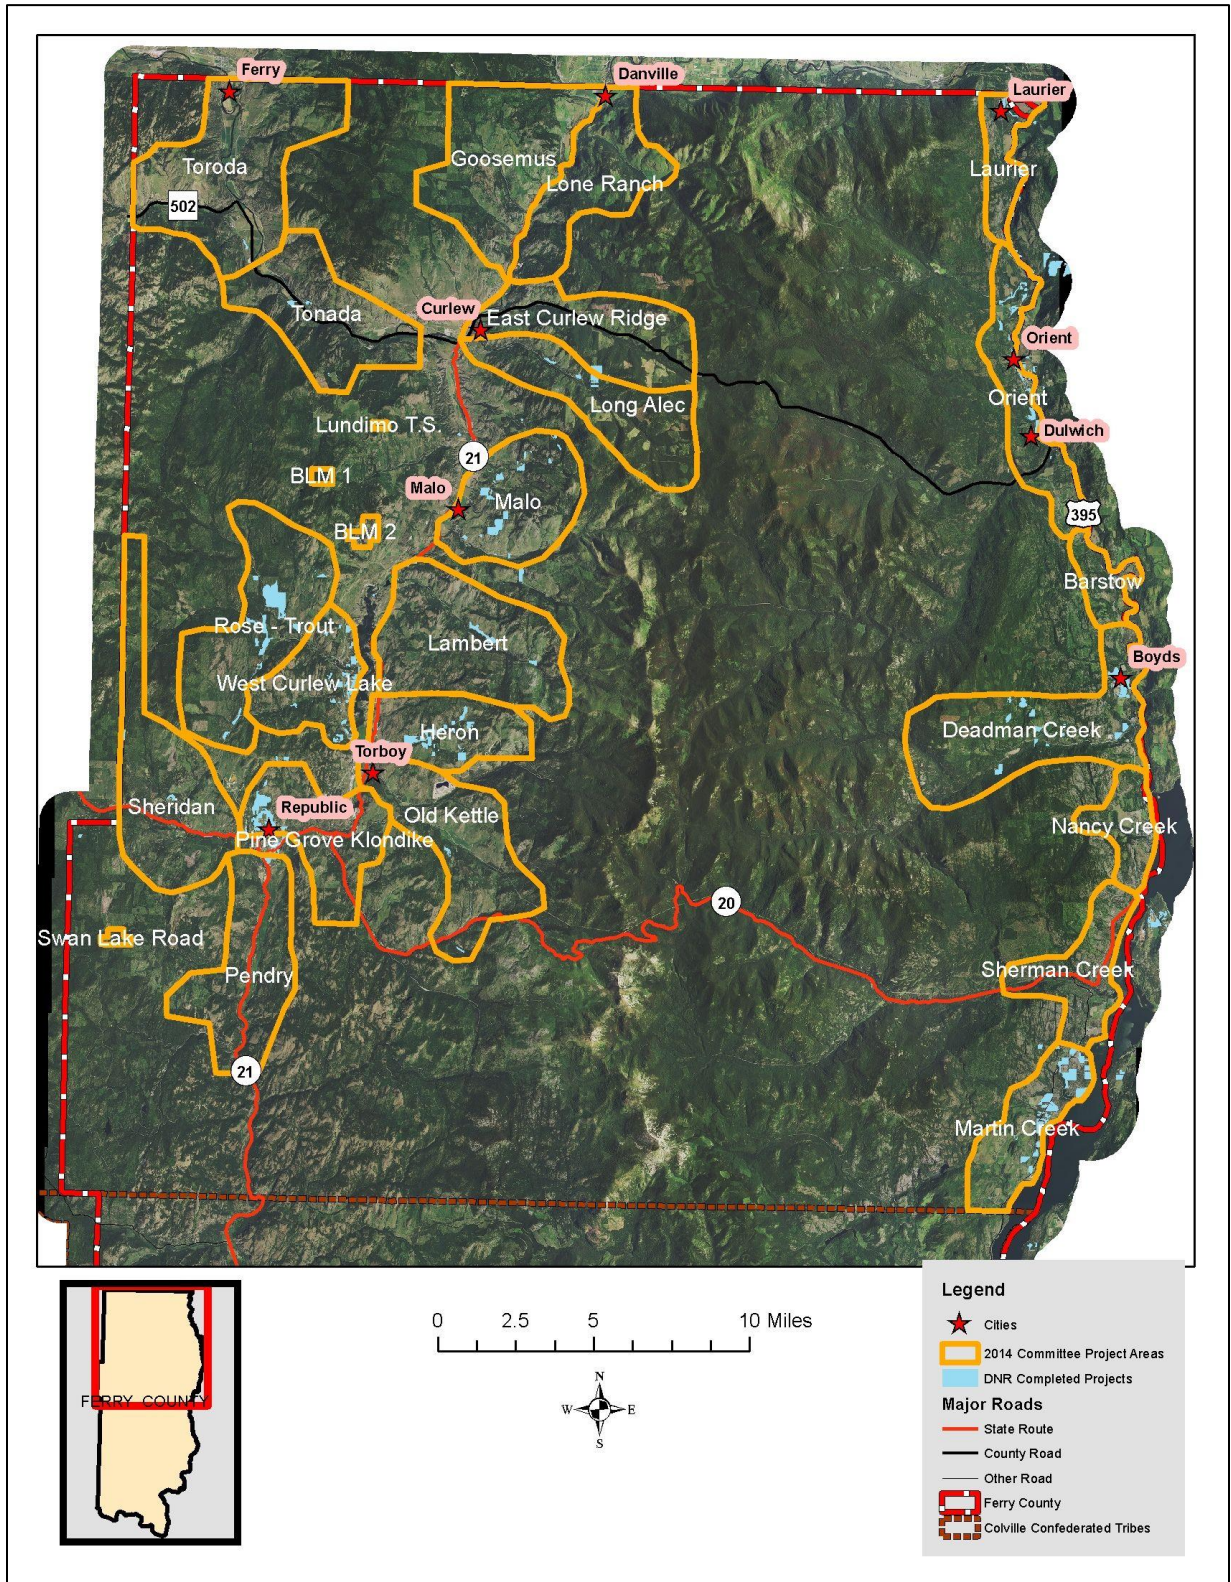 Ferry
Danville
Laurier
Goosemus
Toroda
Laurier
Lone Ranch
502
Tonada
Curlew
East Curlew Ridge
Orient
Orient
Long Alec
Lundimo T.S.
Dulwich
21
BLM 1
Malo
Malo
395
BLM 2
Barstow
Rose - Trout
Lambert
Boyds
West Curlew Lake
Heron
Deadman Creek
Torboy
Sheridan
Republic
Old Kettle
Nancy Creek
Pine Grove Klondike
20
Swan Lake Road
Pendry
Sherman Creek
21
Martin Creek
FERRY COUNTY
0 2.5 5 10 Miles
N
W E
S
Legend
Cities
2014 Committee Project Areas
DNR Completed Projects
Major Roads
State Route
County Road
Other Road
Ferry County
Colville Confederated Tribes